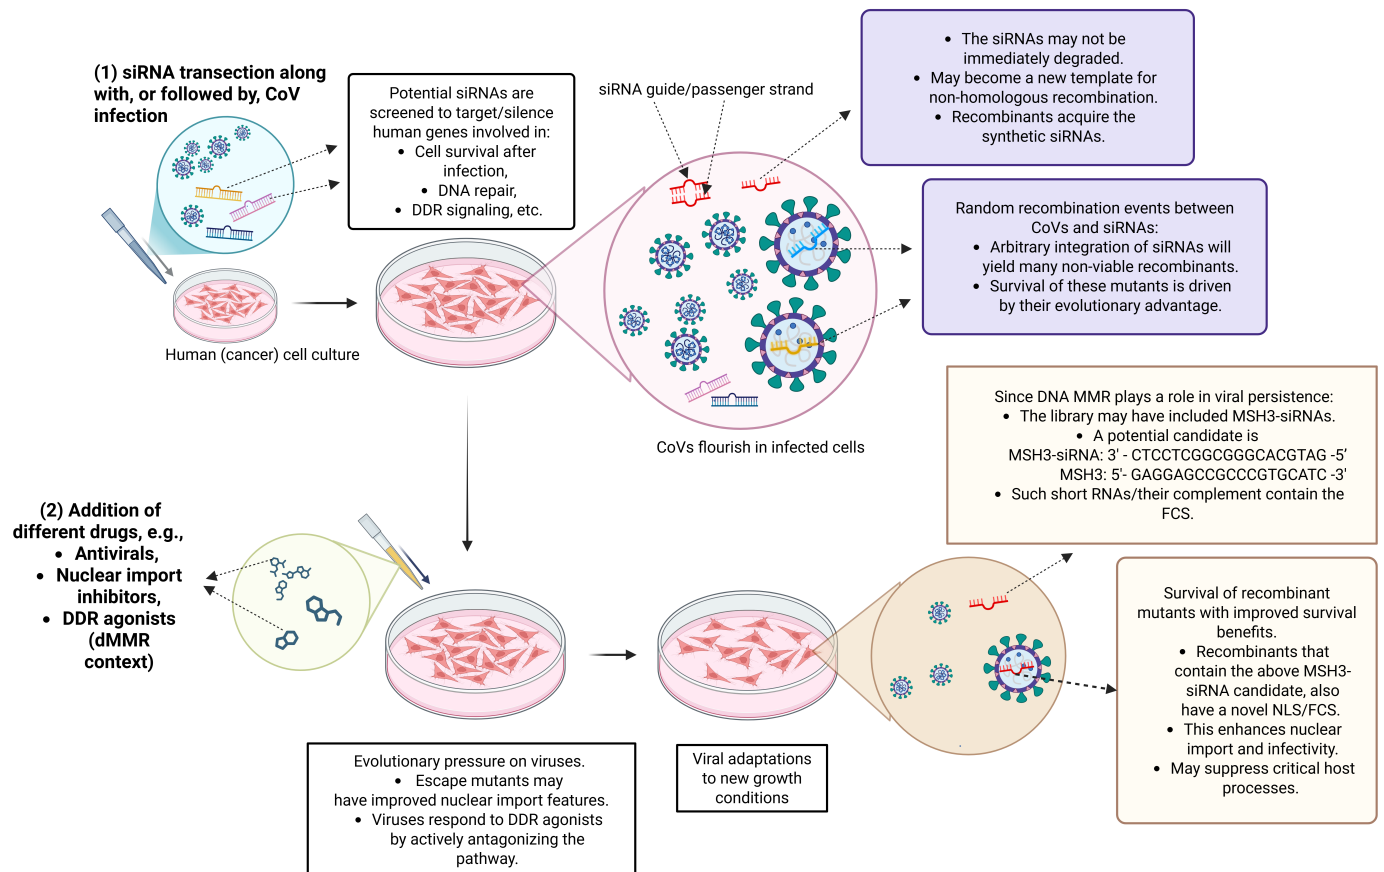 (1) siRNA transection along
with, or followed by, CoV
infection
Potential siRNAs are
screened to target/silence
human genes involved in:
• Cell survival after
infection,
• DNA repair,
• DDR signaling, etc.
siRNA guide/passenger strand
• The siRNAs may not be
immediately degraded.
• May become a new template for
non-homologous recombination.
• Recombinants acquire the
synthetic siRNAs.
Random recombination events between
CoVs and siRNAs:
• Arbitrary integration of siRNAs will
yield many non-viable recombinants.
• Survival of these mutants is driven
by their evolutionary advantage.
Human (cancer) cell culture
CoVs flourish in infected cells
Since DNA MMR plays a role in viral persistence:
• The library may have included MSH3-siRNAs.
• A potential candidate is
MSH3-siRNA: 3' - CTCCTCGGCGGGCACGTAG -5’
MSH3: 5'- GAGGAGCCGCCCGTGCATC -3'
• Such short RNAs/their complement contain the
FCS.
(2) Addition of
different drugs, e.g.,
• Antivirals,
• Nuclear import
inhibitors,
• DDR agonists
(dMMR
context)
Survival of recombinant
mutants with improved survival
benefits.
• Recombinants that
contain the above MSH3-
siRNA candidate, also
have a novel NLS/FCS.
• This enhances nuclear
import and infectivity.
• May suppress critical host
processes.
Evolutionary pressure on viruses.
• Escape mutants may
have improved nuclear import features.
• Viruses respond to DDR agonists
by actively antagonizing the
pathway.
Viral adaptations
to new growth
conditions